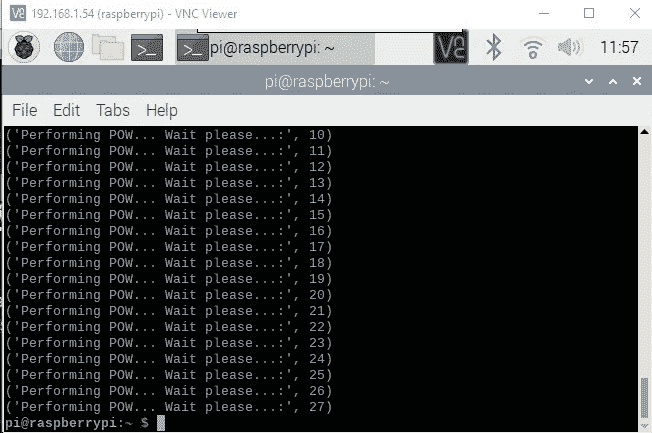 192.168.1.54 (raspberrypi) - VNC Viewer
pi@raspberrypi: ~ 11:57
pi@raspberrypi: ~
File Edit Tabs Help
('Performing POW... Wait please...:', 10)
('Performing POW... Wait please...:', 11)
('Performing POW... Wait please...:', 12)
('Performing POW... Wait please...:', 13)
('Performing POW... Wait please...:', 14)
('Performing POW... Wait please...:', 15)
('Performing POW... Wait please...:', 16)
('Performing POW... Wait please...:', 17)
('Performing POW... Wait please...:', 18)
('Performing POW... Wait please...:', 19)
('Performing POW... Wait please...:', 20)
('Performing POW... Wait please...:', 21)
('Performing POW... Wait please...:', 22)
('Performing POW... Wait please...:', 23)
('Performing POW... Wait please...:', 24)
('Performing POW... Wait please...:', 25)
('Performing POW... Wait please...:', 26)
('Performing POW... Wait please...:', 27)
pi@raspberrypi:~ $